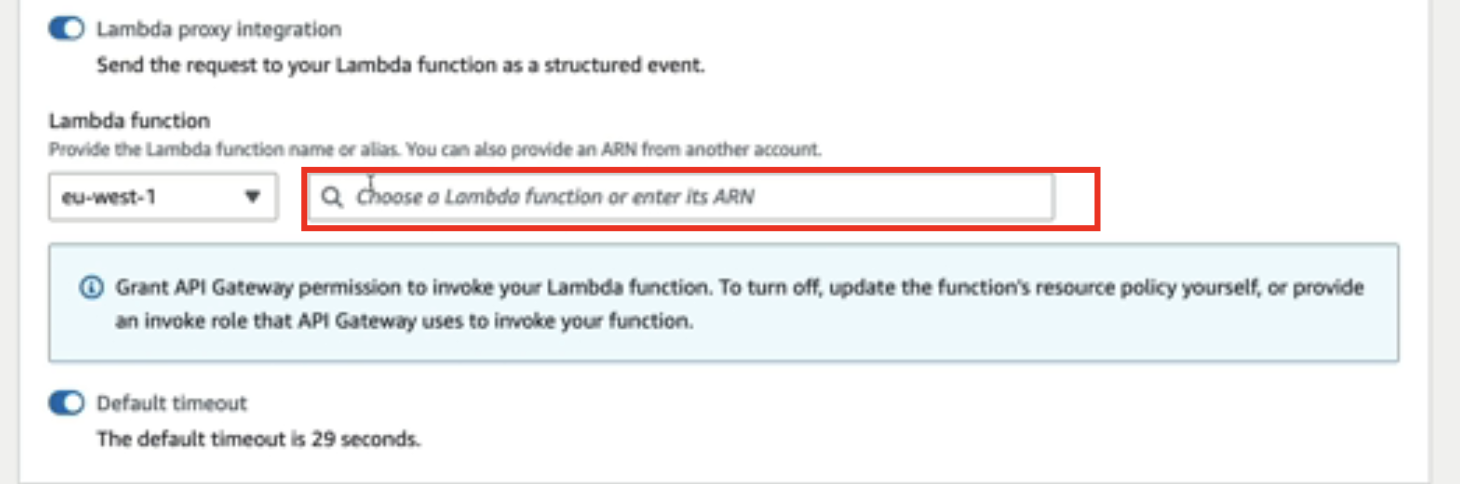 Lambda proxy integration
Send the request to your Lambda function as a structured event.
Lambda function
Provide the Lambda function name or alias. You can also provide an ARN from another account.
eu-west-1
Choose a Lambda function or enter its ARN
Grant API Gateway permission to invoke your Lambda function. To turn off, update the function's resource policy yourself, or provide
an invoke role that API Gateway uses to invoke your function.
Default timeout
The default timeout is 29 seconds.